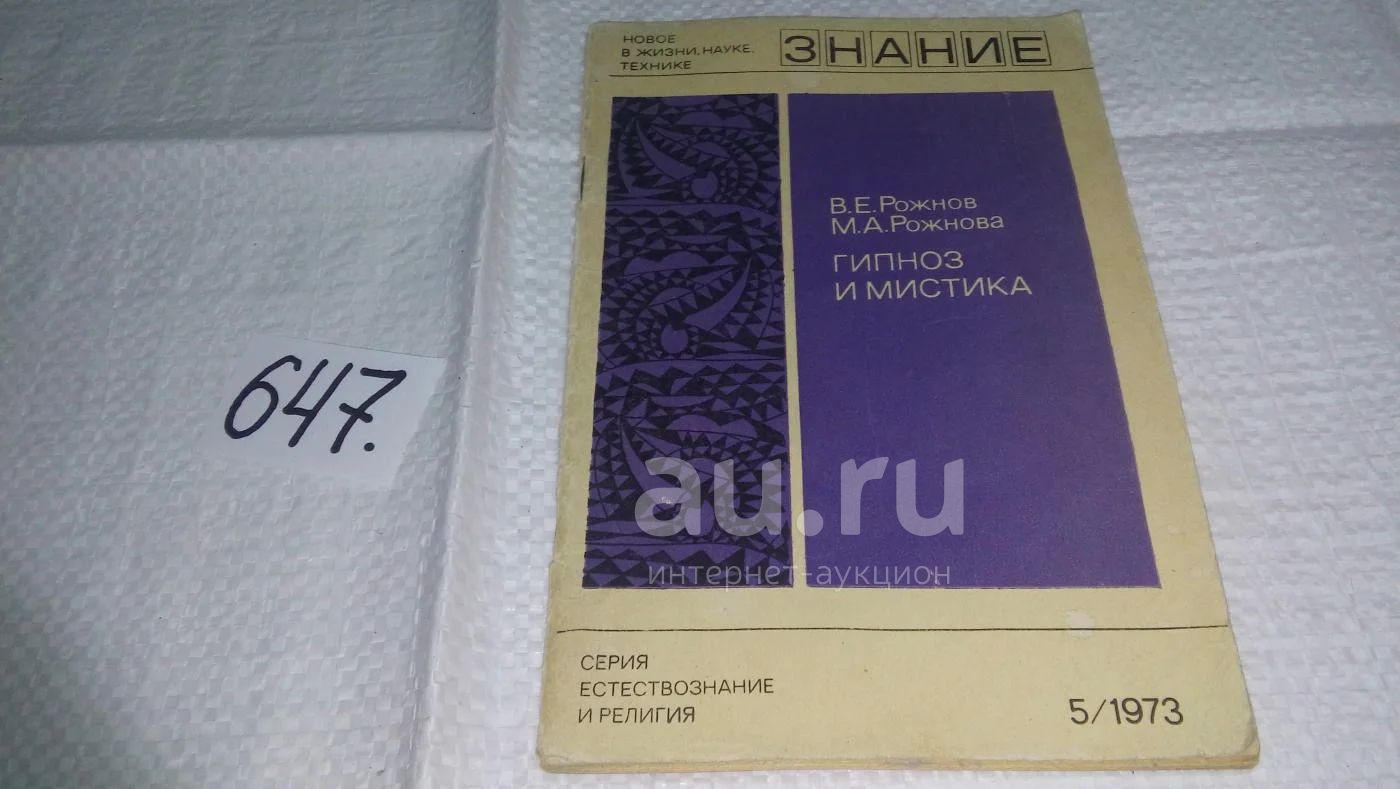 НОВОЕ
В ЖИЗНИ, НАУКЕ,
ТЕХНИКЕ
ЗНАНИЕ
В.Е.РОЖНОВ
М.А.РОЖНОВА
ГИПНОЗ
И МИСТИКА
647.
au.ru
интернет-аукцион
СЕРИЯ
ЕСТЕСТВОЗНАНИЕ
И РЕЛИГИЯ
5/1973